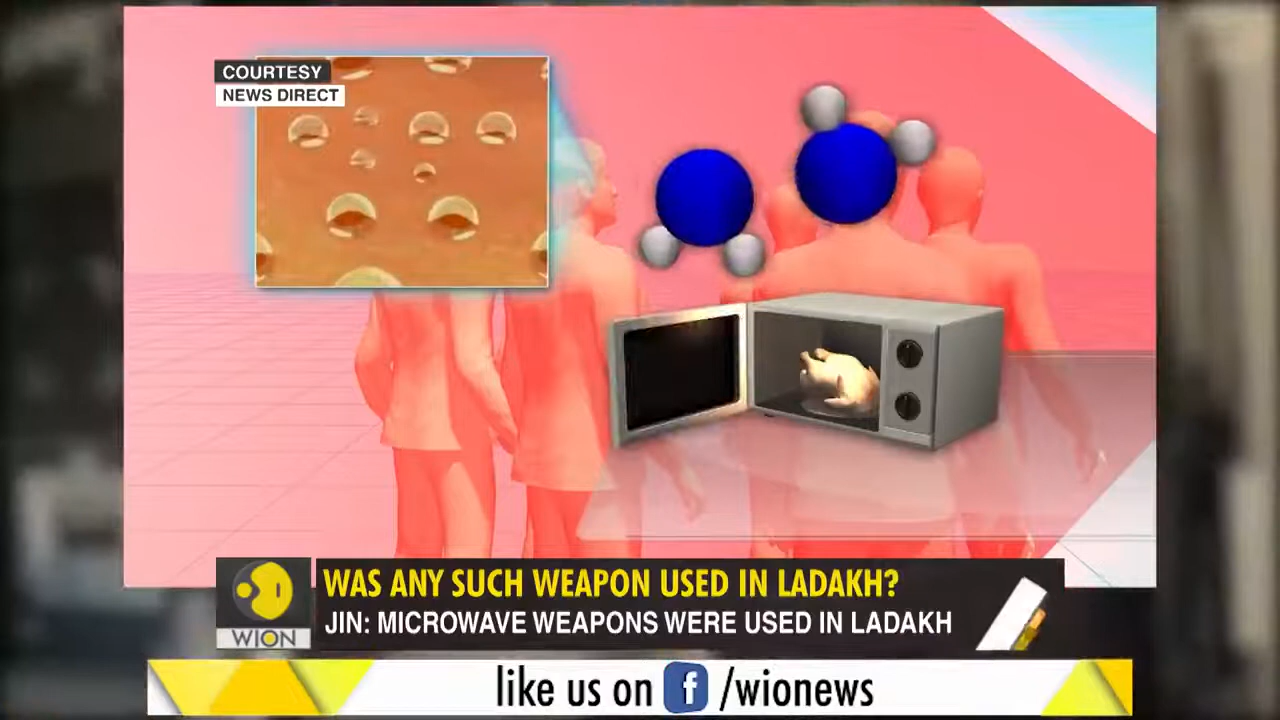 COURTESY
NEWS DIRECT
WAS ANY SUCH WEAPON USED IN LADAKH?
JIN: MICROWAVE WEAPONS WERE USED IN LADAKH
WION
like us on f /wionews